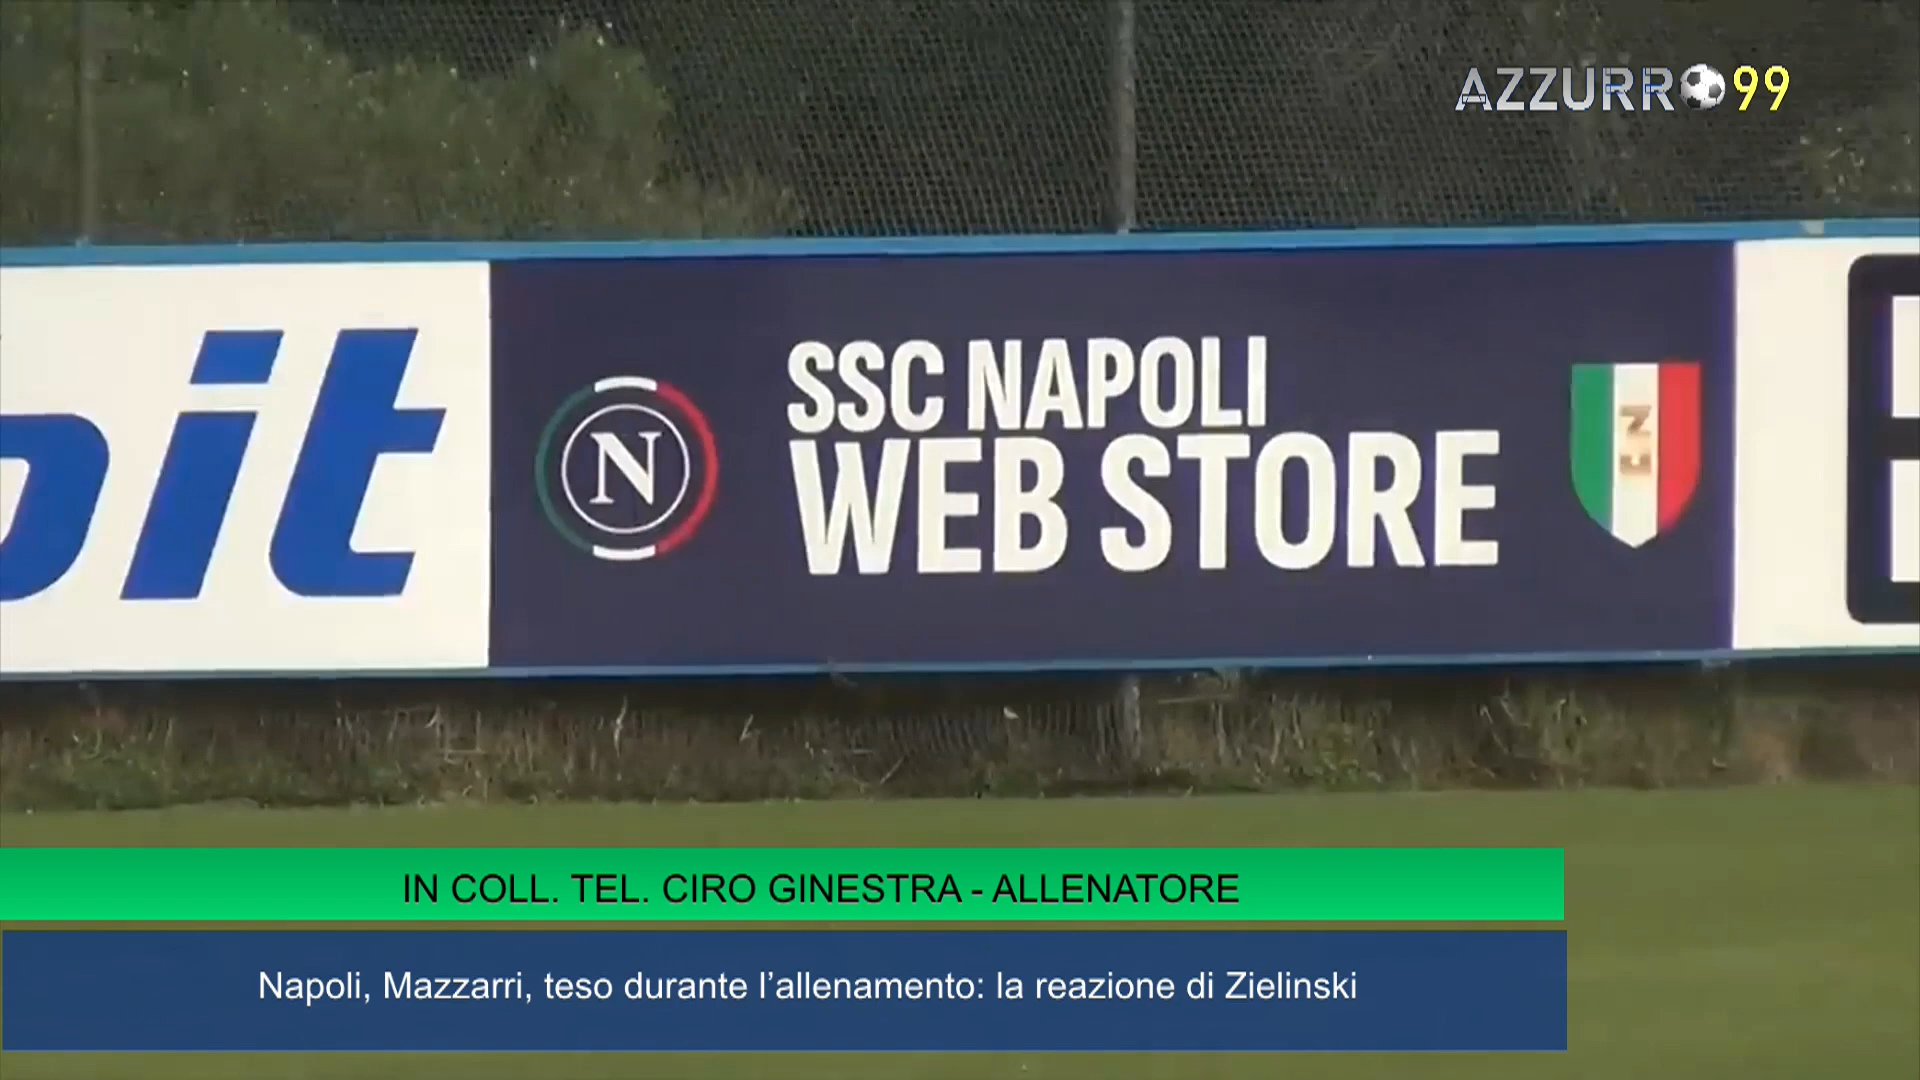 AZZURRO99
SSC NAPOLI
WEB STORE
N
it
IN COLL. TEL. CIRO GINESTRA - ALLENATORE
Napoli, Mazzarri, teso durante l’allenamento: la reazione di Zielinski